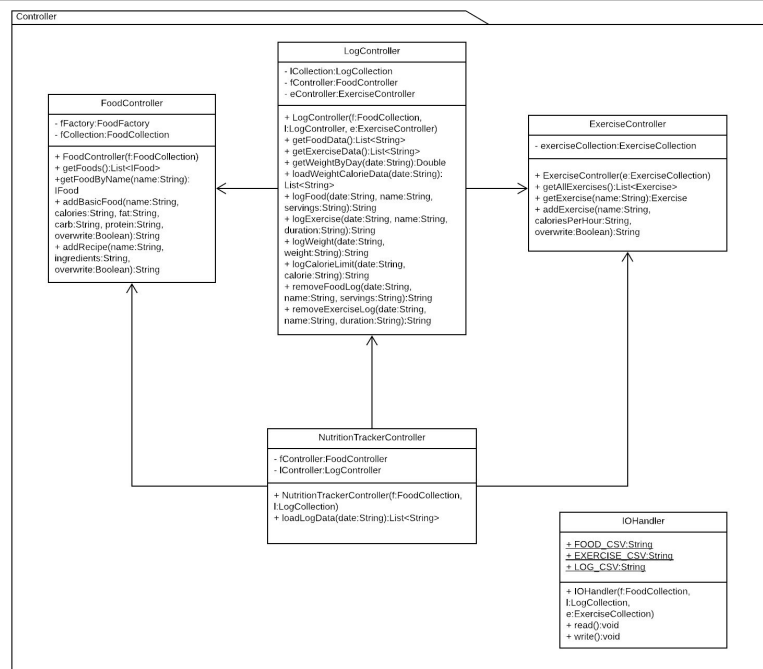 Controller
LogController
- lCollection:LogCollection
- fController:FoodController
- eController:ExerciseController
+ LogController(f:FoodCollection,
l:LogController, e:ExerciseController)
+ getFoodData():List<String>
+ getExerciseData():List<String>
+ getWeightByDay(date:String):Double
+ loadWeightCalorieData(date:String):
List<String>
+ logFood(date:String, name:String,
servings:String):String
+ logExercise(date:String, name:String,
duration:String):String
+ logWeight(date:String,
weight:String):String
+ logCalorieLimit(date:String,
calorie:String):String
+ removeFoodLog(date:String,
name:String, servings:String):String
+ removeExerciseLog(date:String,
name:String, duration:String):String
FoodController
- fFactory:FoodFactory
- fCollection:FoodCollection
+ FoodController(f:FoodCollection)
+ getFoods():List<IFood>
+getFoodByName(name:String):
IFood
+ addBasicFood(name:String,
calories:String, fat:String,
carb:String, protein:String,
overwrite:Boolean):String
+ addRecipe(name:String,
ingredients:String,
overwrite:Boolean):String
ExerciseController
- exerciseCollection:ExerciseCollection
+ ExerciseController(e:ExerciseCollection)
+ getAllExercises():List<Exercise>
+ getExercise(name:String):Exercise
+ addExercise(name:String,
caloriesPerHour:String,
overwrite:Boolean):String
NutritionTrackerController
- fController:FoodController
- lController:LogController
+ NutritionTrackerController(f:FoodCollection,
l:LogCollection)
+ loadLogData(date:String):List<String>
IOHandler
+ FOOD_CSV:String
+ EXERCISE_CSV:String
+ LOG_CSV:String
+ IOHandler(f:FoodCollection,
l:LogCollection,
e:ExerciseCollection)
+ read():void
+ write():void